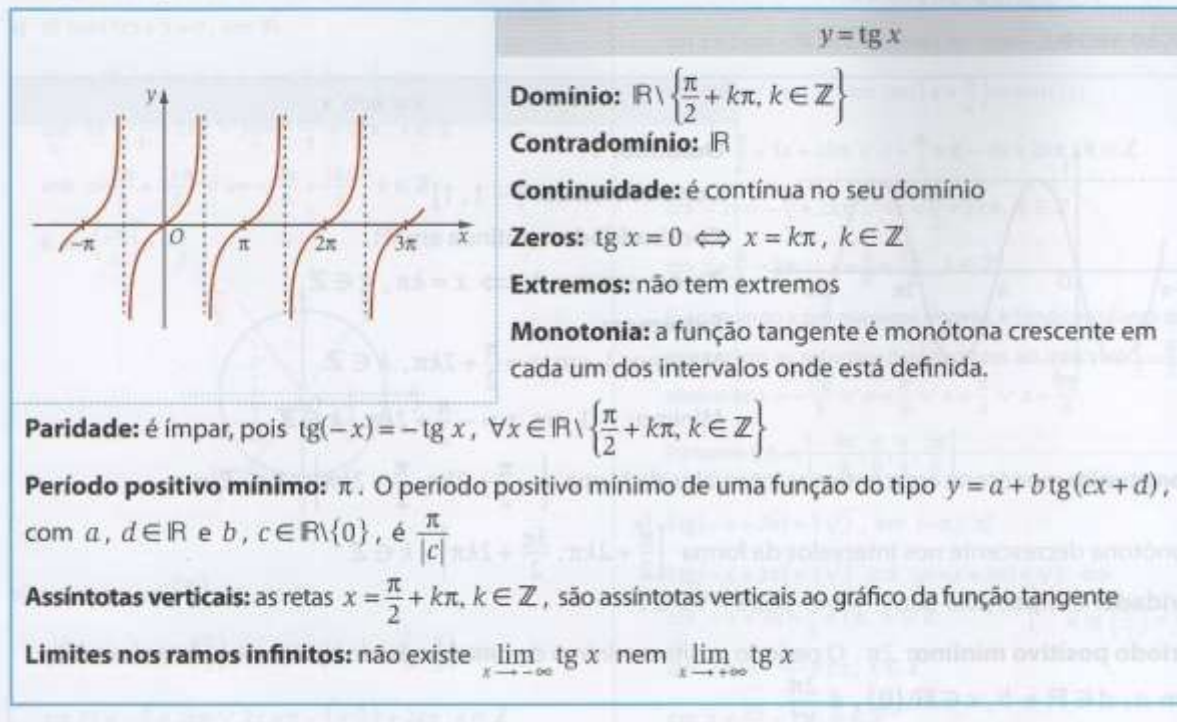 y = tg x
Domínio: ℝ\{π/2 + kπ, k ∈ ℤ}
Contradomínio: ℝ
Continuidade: é contínua no seu domínio
Zeros: tg x = 0 ⟺ x = kπ, k ∈ ℤ
Extremos: não tem extremos
Monotonia: a função tangente é monótona crescente em
cada um dos intervalos onde está definida.
y
-π O π 2π 3π x
Paridade: é ímpar, pois tg(-x) = -tg x, ∀x ∈ ℝ\{π/2 + kπ, k ∈ ℤ}
Período positivo mínimo: π. O período positivo mínimo de uma função do tipo y = a + b tg(cx + d),
com a, d ∈ ℝ e b, c ∈ ℝ\{0}, é π/|c|
Assíntotas verticais: as retas x = π/2 + kπ, k ∈ ℤ, são assíntotas verticais ao gráfico da função tangente
Limites nos ramos infinitos: não existe lim x→-∞ tg x nem lim x→+∞ tg x